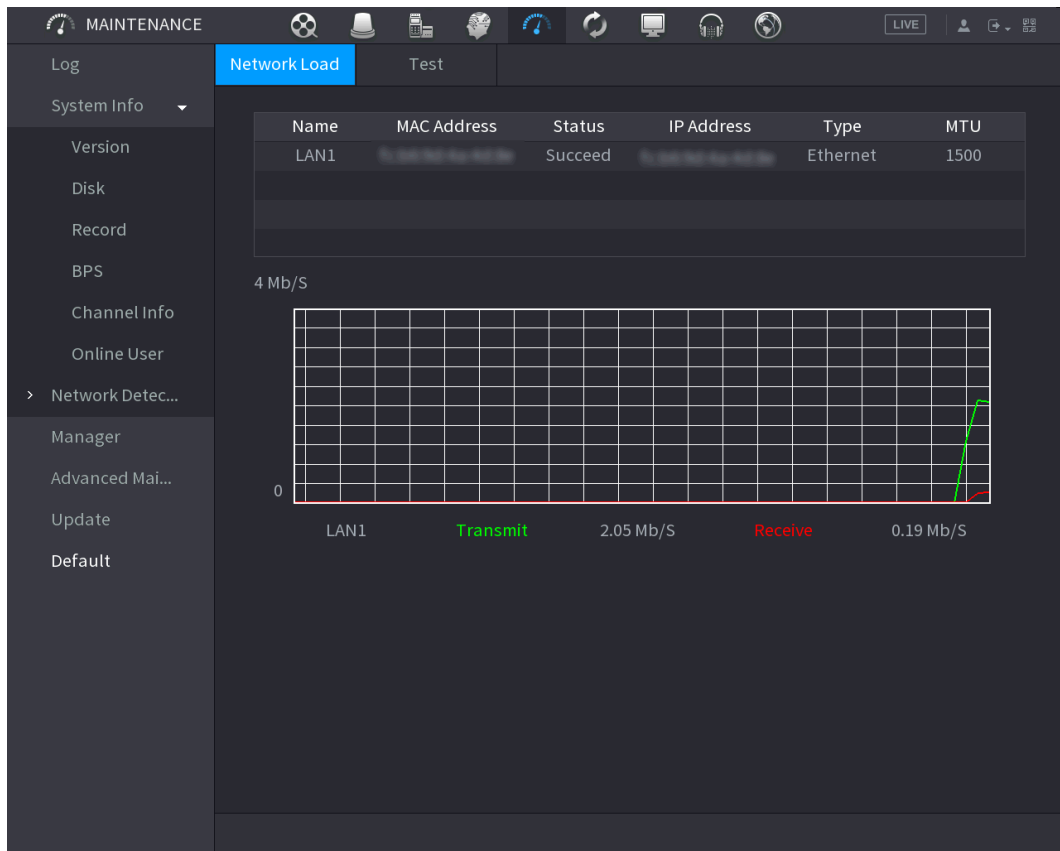 MAINTENANCE LIVE
Log
System Info
Version
Disk
Record
BPS
Channel Info
Online User
Network Detec...
Manager
Advanced Mai...
Update
Default
Network Load Test
Name MAC Address Status IP Address Type MTU
LAN1 Succeed Ethernet 1500
4 Mb/S
0
LAN1 Transmit 2.05 Mb/S Receive 0.19 Mb/S